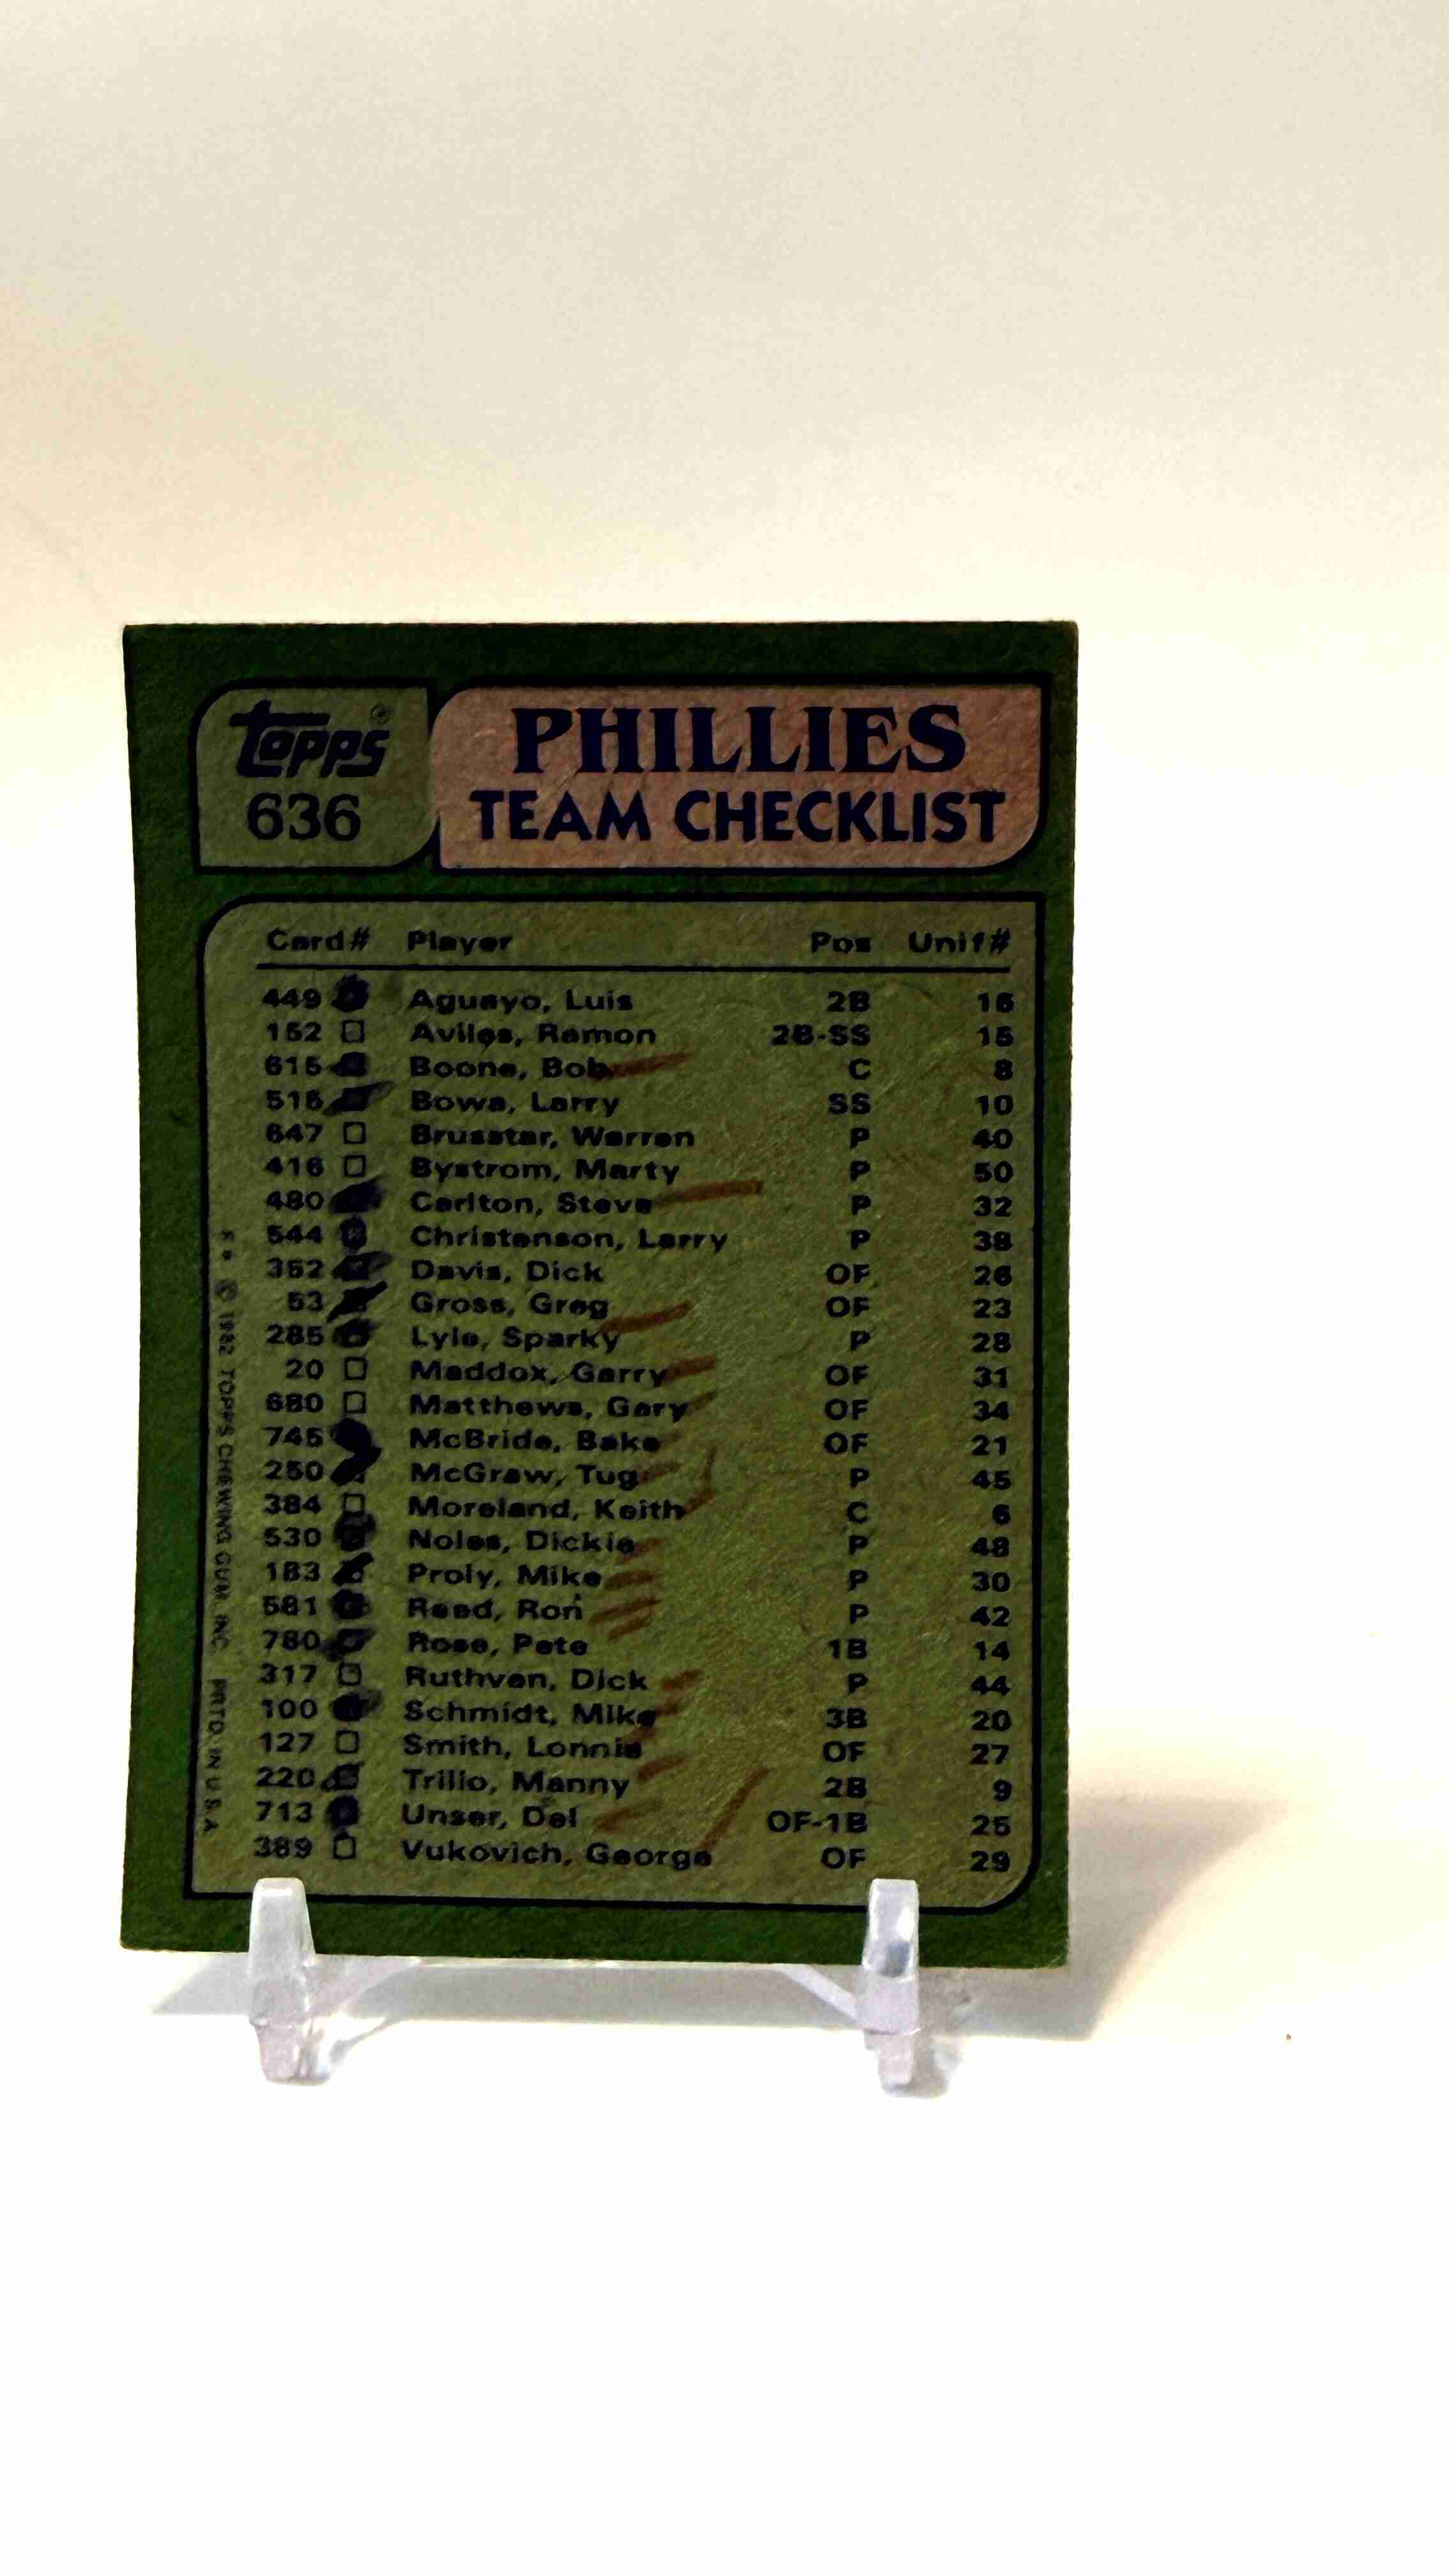 topps®
636
PHILLIES
TEAM CHECKLIST
Card# Player Pos Unif#
449 Aguayo, Luis 2B 16
152 Aviles, Ramon 2B-SS 15
615 Boone, Bob C 8
515 Bowa, Larry SS 10
647 Brusstar, Warren P 40
416 Bystrom, Marty P 50
480 Carlton, Steve P 32
544 Christenson, Larry P 38
352 Davis, Dick OF 26
53 Gross, Greg OF 23
285 Lyle, Sparky P 28
20 Maddox, Garry OF 31
680 Matthews, Gary OF 34
745 McBride, Bake OF 21
250 McGraw, Tug P 45
384 Moreland, Keith C 6
530 Noles, Dickie P 48
183 Proly, Mike P 30
581 Reed, Ron P 42
780 Rose, Pete 1B 14
317 Ruthven, Dick P 44
100 Schmidt, Mike 3B 20
127 Smith, Lonnie OF 27
220 Trillo, Manny 2B 9
713 Unser, Del OF-1B 25
389 Vukovich, George OF 29
© 1982 TOPPS CHEWING GUM, INC. PRTD. IN U.S.A.